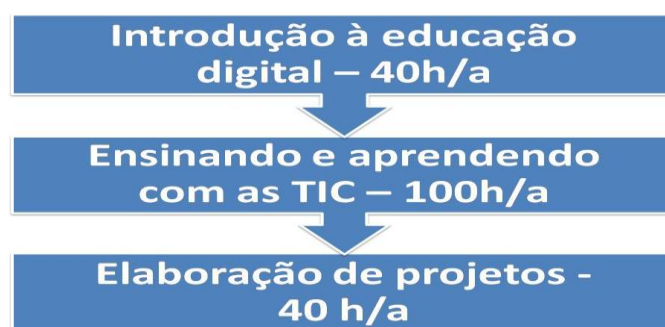 Introdução à educação
digital – 40h/a
Ensinando e aprendendo
com as TIC – 100h/a
Elaboração de projetos -
40 h/a